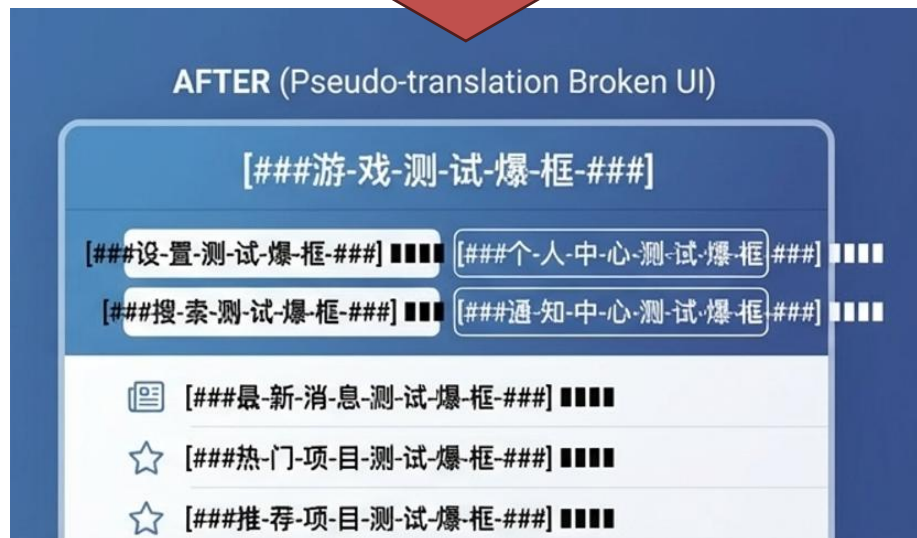 AFTER (Pseudo-translation Broken UI)
[###游-戏-测-试-爆-框-###]
[###设-置-测-试-爆-框-###] ▮▮▮▮ [###个-人-中-心-测-试-爆-框-###] ▮▮▮▮
[###搜-索-测-试-爆-框-###] ▮▮▮ [###通-知-中-心-测-试-爆-框-###] ▮▮▮▮
[###最-新-消-息-测-试-爆-框-###] ▮▮▮▮
[###热-门-项-目-测-试-爆-框-###] ▮▮▮▮
[###推-荐-项-目-测-试-爆-框-###] ▮▮▮▮